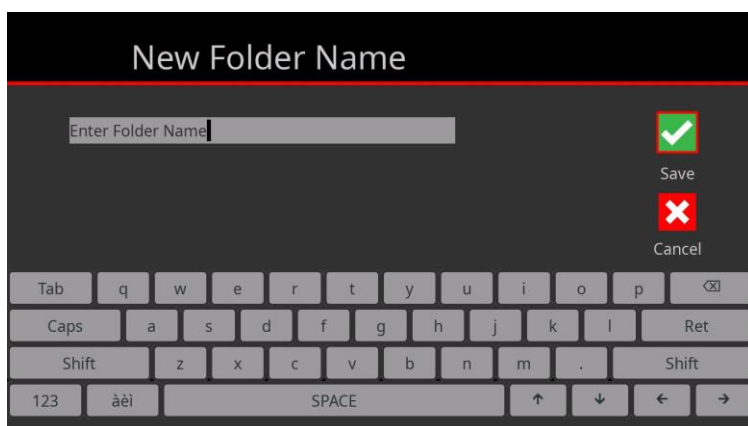 New Folder Name
Enter Folder Name
Save
Cancel
Tab q w e r t y u i o p ⌫
Caps a s d f g h j k l Ret
Shift z x c v b n m . Shift
123 àèì SPACE ↑ ↓ ← →